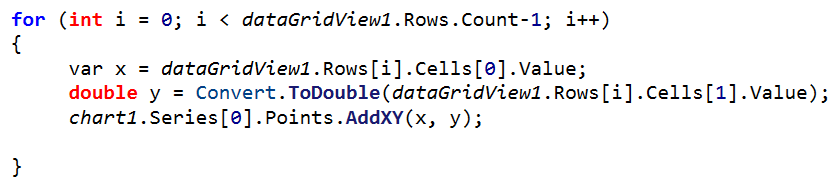 for (int i = 0; i < dataGridView1.Rows.Count-1; i++)
{
var x = dataGridView1.Rows[i].Cells[0].Value;
double y = Convert.ToDouble(dataGridView1.Rows[i].Cells[1].Value);
chart1.Series[0].Points.AddXY(x, y);
}